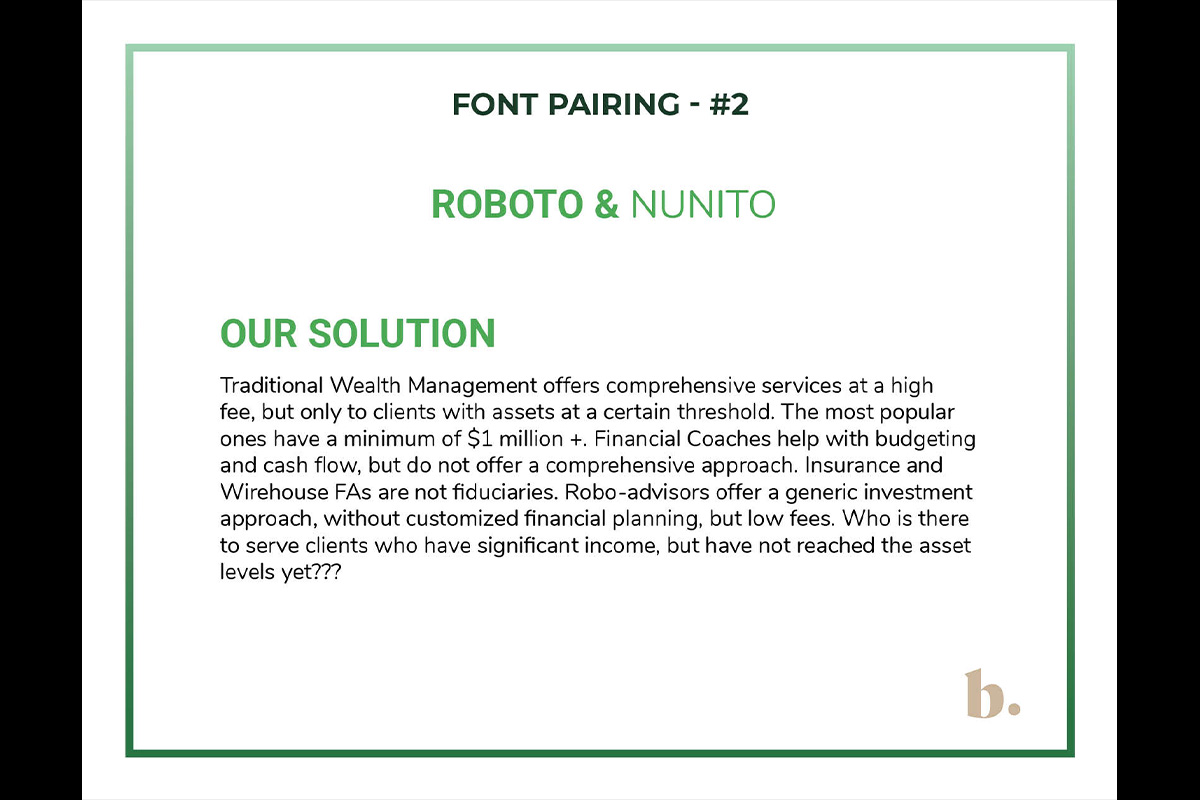 FONT PAIRING - #2
ROBOTO & NUNITO
OUR SOLUTION
Traditional Wealth Management offers comprehensive services at a high
fee, but only to clients with assets at a certain threshold. The most popular
ones have a minimum of $1 million +. Financial Coaches help with budgeting
and cash flow, but do not offer a comprehensive approach. Insurance and
Wirehouse FAs are not fiduciaries. Robo-advisors offer a generic investment
approach, without customized financial planning, but low fees. Who is there
to serve clients who have significant income, but have not reached the asset
levels yet???
b.